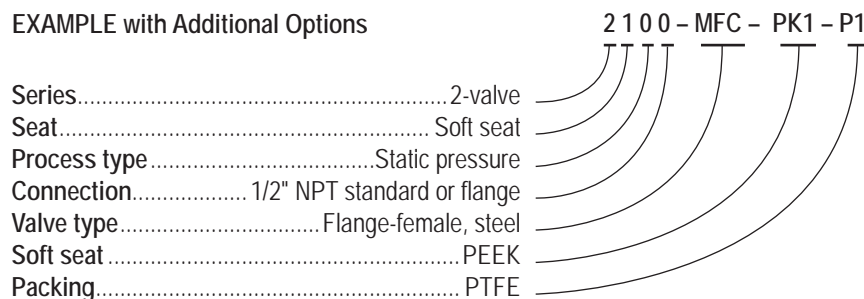 EXAMPLE with Additional Options 2 1 0 0 – MFC – PK1 – P1
Series..............................................................2-valve
Seat.............................................................. Soft seat
Process type.....................................Static pressure
Connection................... 1/2" NPT standard or flange
Valve type.................................Flange-female, steel
Soft seat ........................................................... PEEK
Packing............................................................. PTFE